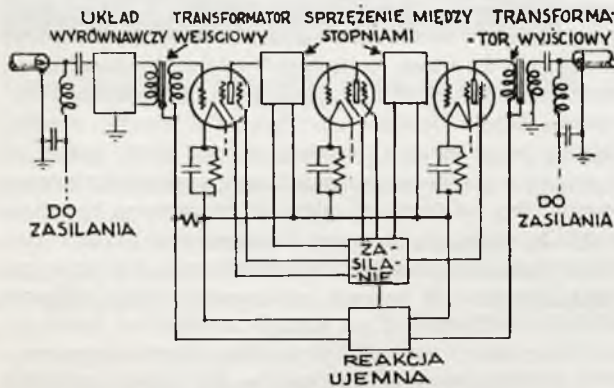 UKŁAD TRANSFORMATOR SPRZĘŻENIE MIĘDZY TRANSFORMA-
WYRÓWNAWCZY WEJŚCIOWY STOPNIAMI -TOR WYJŚCIOWY
DO
ZASILANIA
DO
ZASILANIA
ZA-
SILA-
-NIE
REAKCJA
UJEMNA